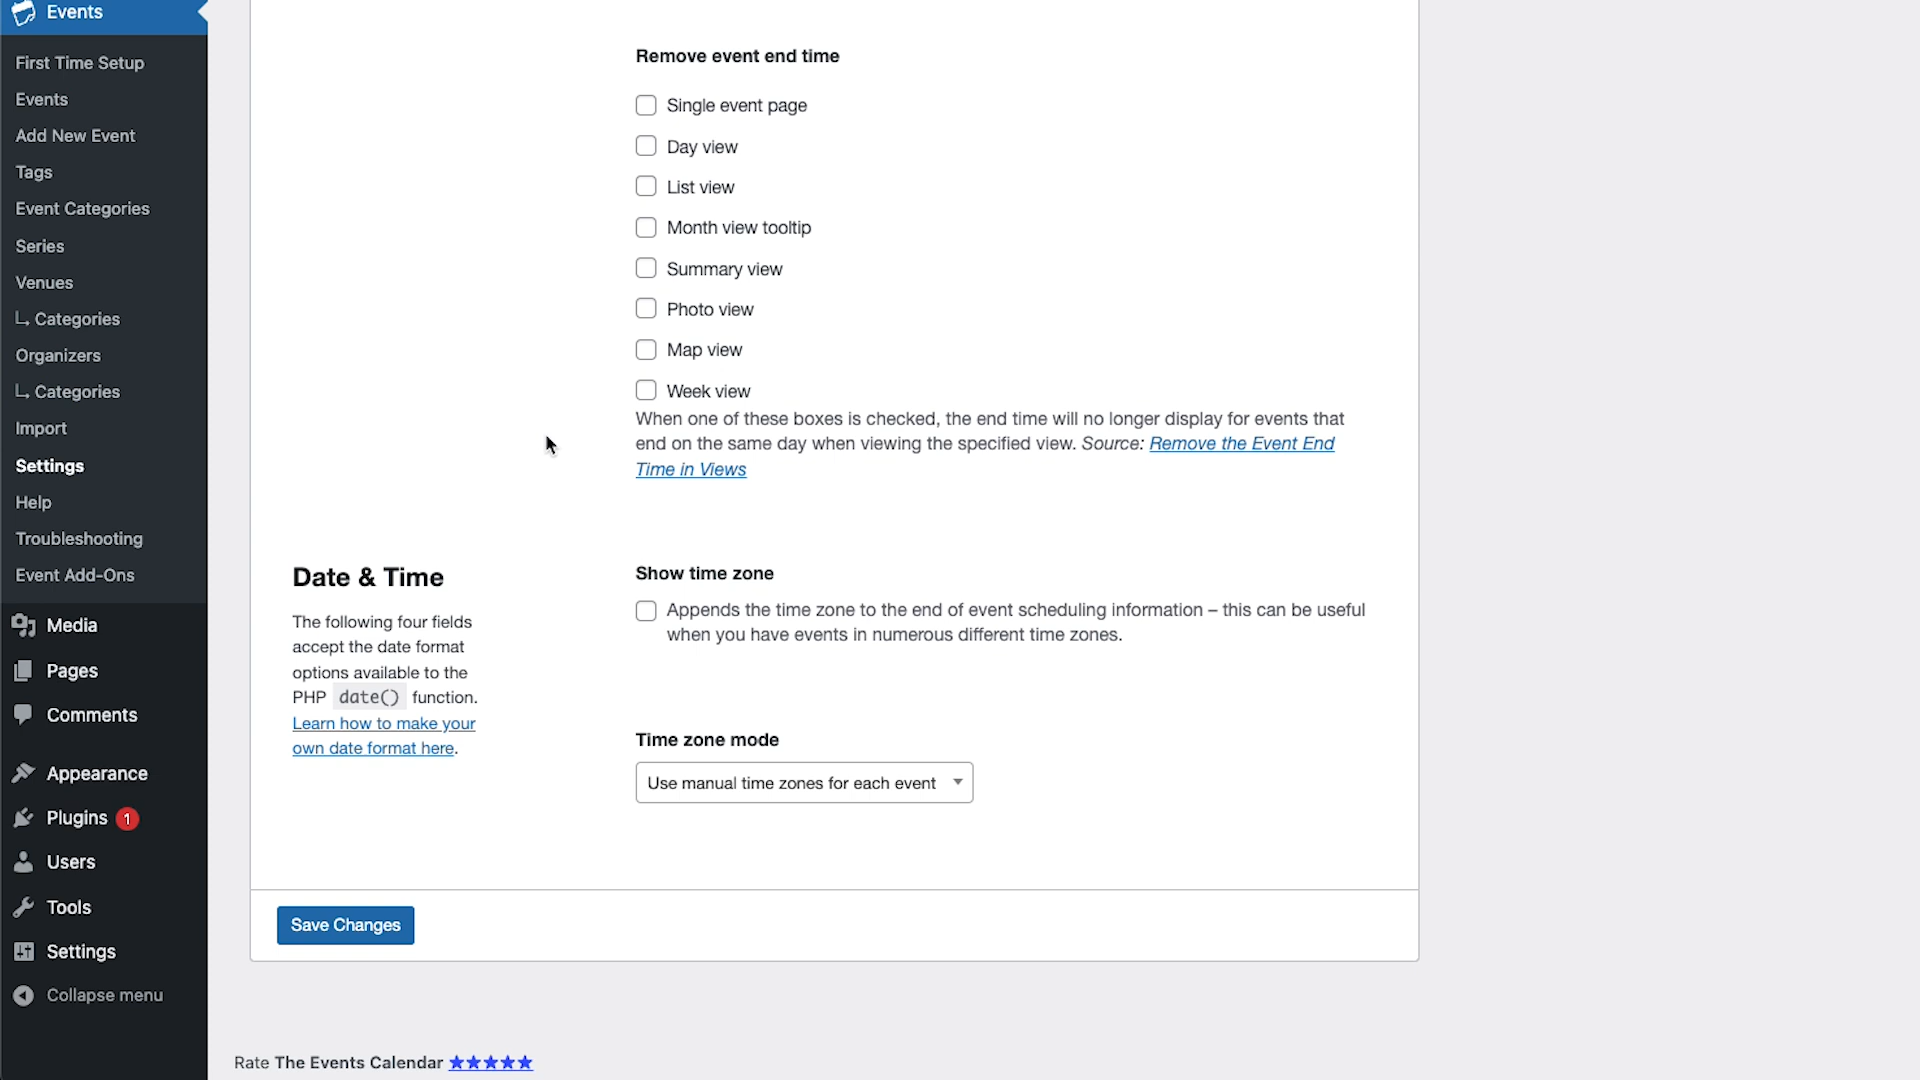 Events
First Time Setup
Events
Add New Event
Tags
Event Categories
Series
Venues
Categories
Organizers
Categories
Import
Settings
Help
Troubleshooting
Event Add-Ons
Media
Pages
Comments
Appearance
Plugins 1
Users
Tools
Settings
Collapse menu
Remove event end time
Single event page
Day view
List view
Month view tooltip
Summary view
Photo view
Map view
Week view
When one of these boxes is checked, the end time will no longer display for events that
end on the same day when viewing the specified view. Source: Remove the Event End
Time in Views
Date & Time
The following four fields
accept the date format
options available to the
PHP date() function.
Learn how to make your
own date format here.
Show time zone
Appends the time zone to the end of event scheduling information – this can be useful
when you have events in numerous different time zones.
Time zone mode
Use manual time zones for each event
Save Changes
Rate The Events Calendar ★★★★★